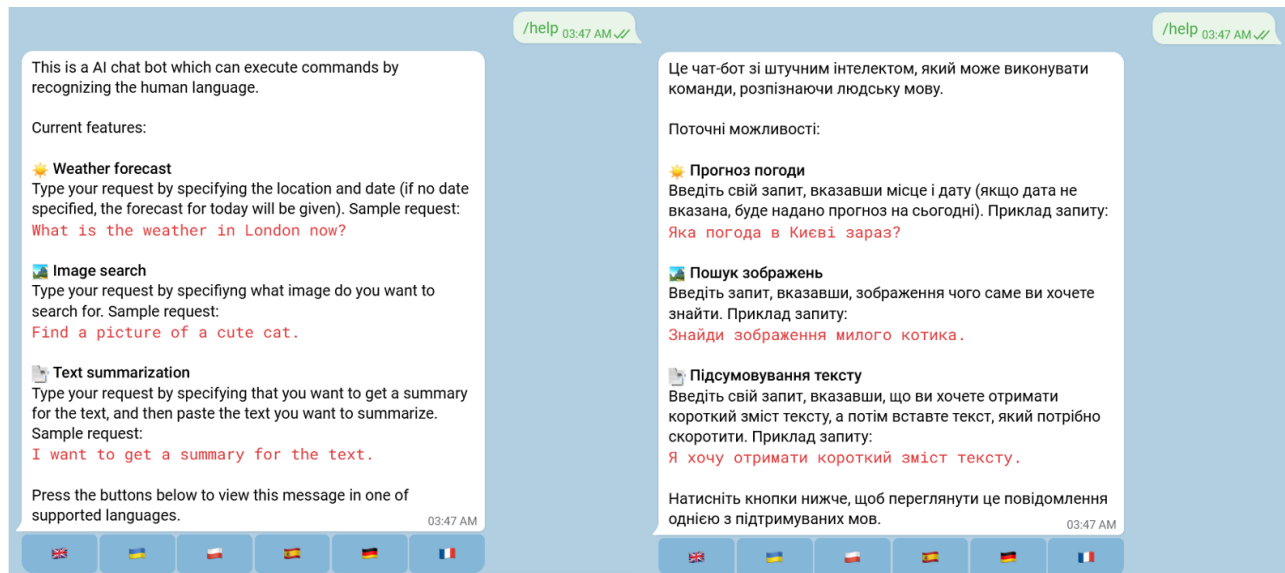 /help 03:47 AM
This is a AI chat bot which can execute commands by
recognizing the human language.
Current features:
Weather forecast
Type your request by specifying the location and date (if no date
specified, the forecast for today will be given). Sample request:
What is the weather in London now?
Image search
Type your request by specifiyng what image do you want to
search for. Sample request:
Find a picture of a cute cat.
Text summarization
Type your request by specifying that you want to get a summary
for the text, and then paste the text you want to summarize.
Sample request:
I want to get a summary for the text.
Press the buttons below to view this message in one of
supported languages.
03:47 AM
/help 03:47 AM
Це чат-бот зі штучним інтелектом, який може виконувати
команди, розпізнаючи людську мову.
Поточні можливості:
Прогноз погоди
Введіть свій запит, вказавши місце і дату (якщо дата не
вказана, буде надано прогноз на сьогодні). Приклад запиту:
Яка погода в Києві зараз?
Пошук зображень
Введіть запит, вказавши, зображення чого саме ви хочете
знайти. Приклад запиту:
Знайди зображення милого котика.
Підсумовування тексту
Введіть свій запит, вказавши, що ви хочете отримати
короткий зміст тексту, а потім вставте текст, який потрібно
скоротити. Приклад запиту:
Я хочу отримати короткий зміст тексту.
Натисніть кнопки нижче, щоб переглянути це повідомлення
однією з підтримуваних мов.
03:47 AM